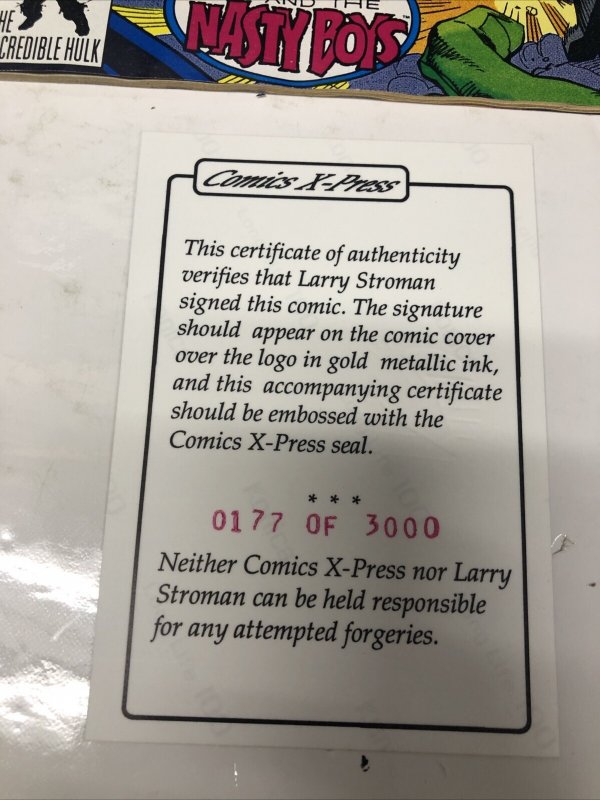 THE
CREDIBLE HULK
AND THE
NASTY BOYS
Comics X-Press
This certificate of authenticity
verifies that Larry Stroman
signed this comic. The signature
should appear on the comic cover
over the logo in gold metallic ink,
and this accompanying certificate
should be embossed with the
Comics X-Press seal.
* * *
0177 OF 3000
Neither Comics X-Press nor Larry
Stroman can be held responsible
for any attempted forgeries.